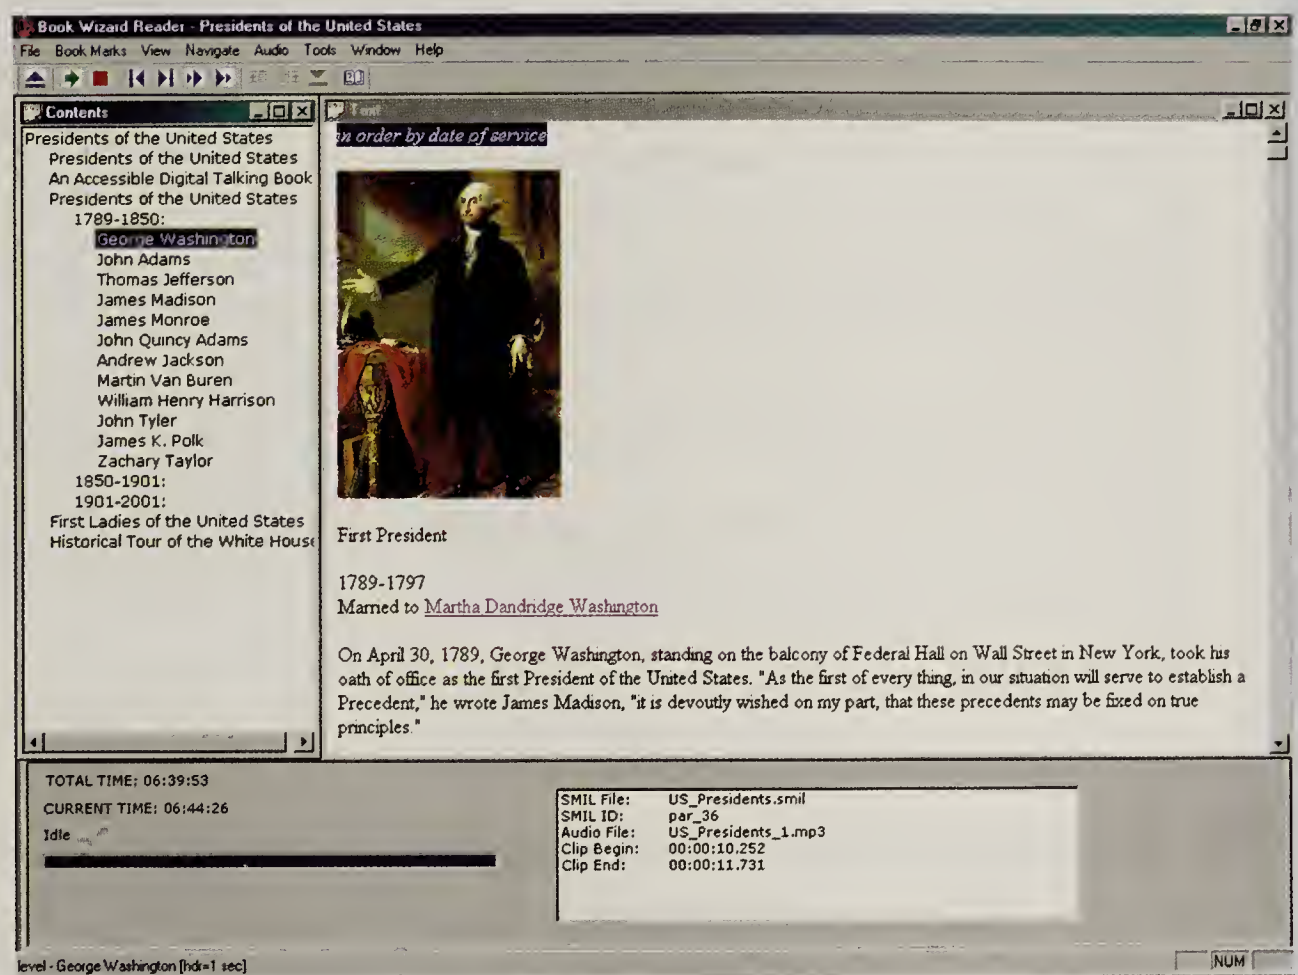 Book Wizard Reader - Presidents of the United States
File Book Marks View Navigate Audio Tools Window Help
Contents
Presidents of the United States
Presidents of the United States
An Accessible Digital Talking Book
Presidents of the United States
1789-1850:
George Washington
John Adams
Thomas Jefferson
James Madison
James Monroe
John Quincy Adams
Andrew Jackson
Martin Van Buren
William Henry Harrison
John Tyler
James K. Polk
Zachary Taylor
1850-1901:
1901-2001:
First Ladies of the United States
Historical Tour of the White House
Text
in order by date of service
First President
1789-1797
Married to Martha Dandridge Washington
On April 30, 1789, George Washington, standing on the balcony of Federal Hall on Wall Street in New York, took his
oath of office as the first President of the United States. "As the first of every thing, in our situation will serve to establish a
Precedent," he wrote James Madison, "it is devoutly wished on my part, that these precedents may be fixed on true
principles."
TOTAL TIME: 06:39:53
CURRENT TIME: 06:44:26
Idle
SMIL File: US_Presidents.smil
SMIL ID: par_36
Audio File: US_Presidents_1.mp3
Clip Begin: 00:00:10.252
Clip End: 00:00:11.731
level - George Washington [hdr=1 sec]
NUM